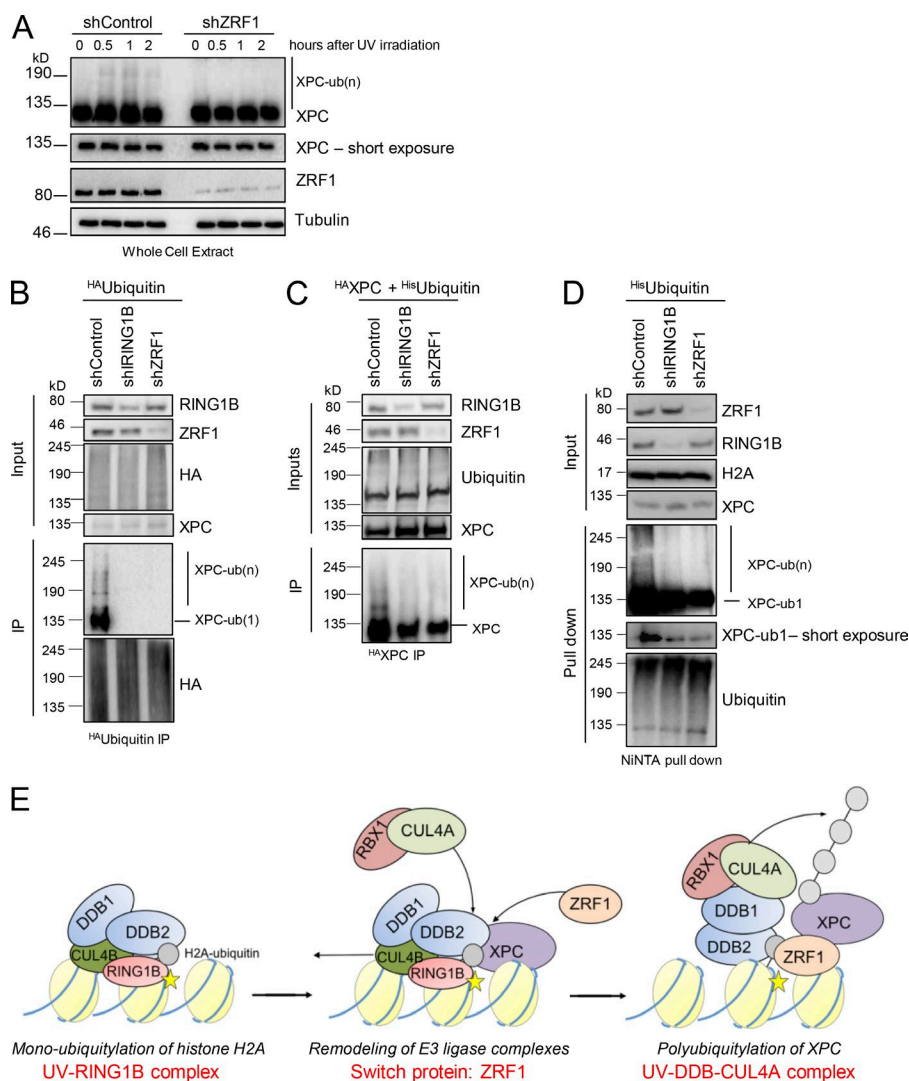 A
shControl shZRF1
0 0.5 1 2 0 0.5 1 2 hours after UV irradiation
kD
190
135
XPC-ub(n)
XPC
135
XPC – short exposure
80
ZRF1
46
Tubulin
Whole Cell Extract
B
HAUbiquitin
shControl
shIRING1B
shZRF1
kD
80
RING1B
46
ZRF1
245
190
135
HA
135
XPC
Input
245
190
135
XPC-ub(n)
XPC-ub(1)
245
190
135
HA
IP
HAUbiquitin IP
C
HAXPC + HisUbiquitin
shControl
shIRING1B
shZRF1
kD
80
RING1B
46
ZRF1
245
190
135
Ubiquitin
135
XPC
Inputs
245
190
135
XPC-ub(n)
XPC
IP
HAXPC IP
D
HisUbiquitin
shControl
shIRING1B
shZRF1
kD
80
ZRF1
46
RING1B
17
H2A
135
XPC
Input
245
190
135
XPC-ub(n)
XPC-ub1
135
XPC-ub1– short exposure
245
190
135
Ubiquitin
Pull down
NiNTA pull down
E
DDB1
DDB2
CUL4B
RING1B
H2A-ubiquitin
Mono-ubiquitylation of histone H2A
UV-RING1B complex
RBX1
CUL4A
ZRF1
DDB1
DDB2
CUL4B
RING1B
XPC
Remodeling of E3 ligase complexes
Switch protein: ZRF1
RBX1
CUL4A
DDB1
DDB2
XPC
ZRF1
Polyubiquitylation of XPC
UV-DDB-CUL4A complex